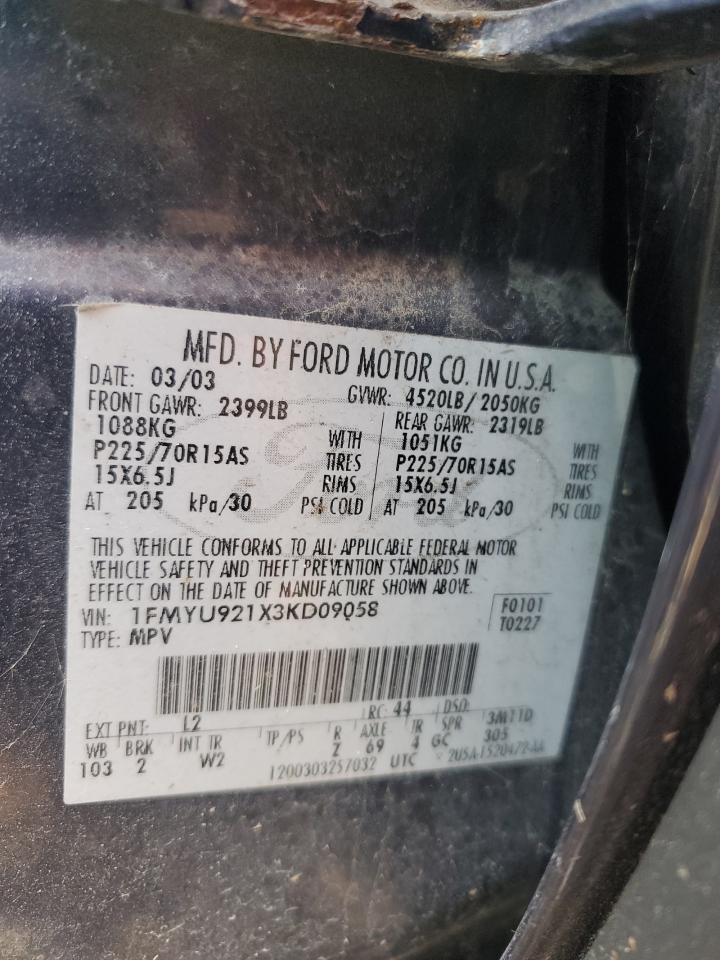 MFD. BY FORD MOTOR CO. IN U.S.A.
DATE: 03/03 GVWR: 4520LB/ 2050KG
FRONT GAWR: 2399LB REAR GAWR: 2319LB
1088KG WITH 1051KG WITH
P225/70R15AS TIRES P225/70R15AS TIRES
15X6.5J RIMS 15X6.5J RIMS
AT 205 kPa/30 PSI COLD AT 205 kPa/30 PSI COLD
Ford
THIS VEHICLE CONFORMS TO ALL APPLICABLE FEDERAL MOTOR
VEHICLE SAFETY AND THEFT PREVENTION STANDARDS IN
EFFECT ON THE DATE OF MANUFACTURE SHOWN ABOVE.
VIN: 1FMYU921X3KD09058 F0101
TYPE: MPV T0227
EXT PNT: L2 RC: 44 DSO:
WB BRK INT TR TP/PS R AXLE TR SPR 3M11D
103 2 W2 Z 69 4 GC 305
1200303257032 UTC